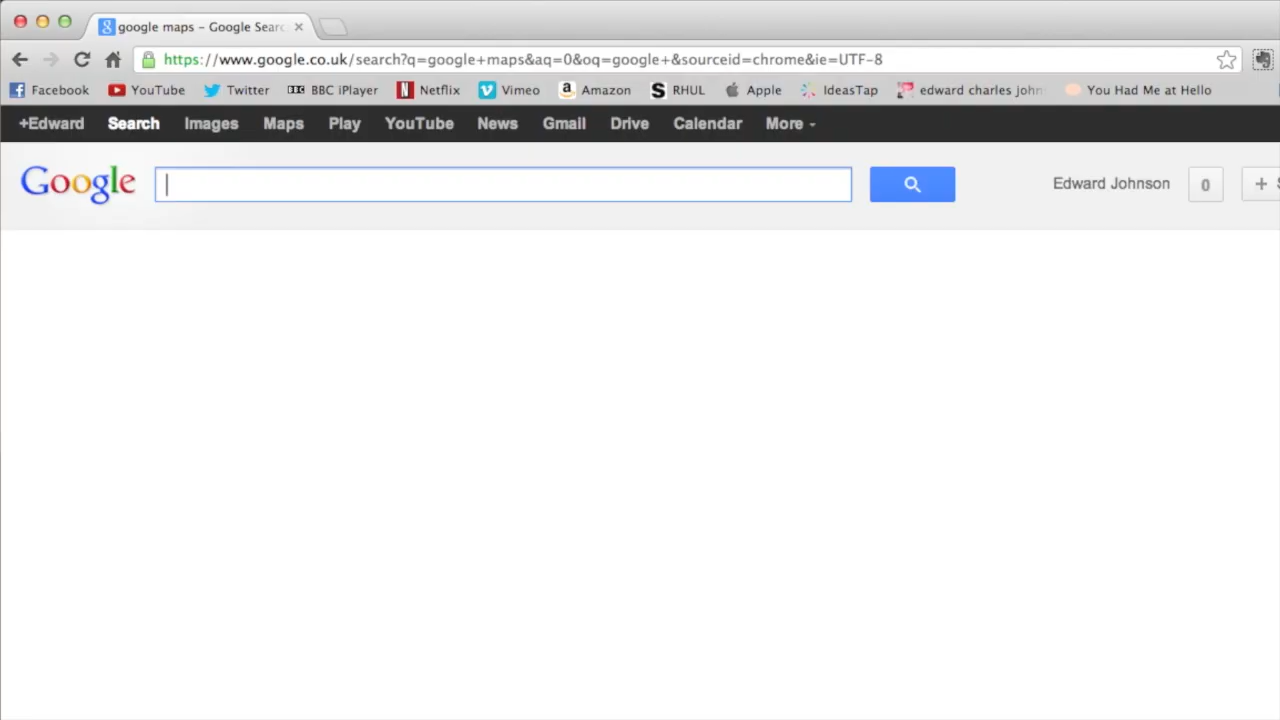 google maps - Google Searc
https://www.google.co.uk/search?q=google+maps&aq=0&oq=google+&sourceid=chrome&ie=UTF-8
Facebook YouTube Twitter BBC iPlayer Netflix Vimeo Amazon RHUL Apple IdeasTap edward charles john You Had Me at Hello
+Edward Search Images Maps Play YouTube News Gmail Drive Calendar More
Google Edward Johnson 0 +